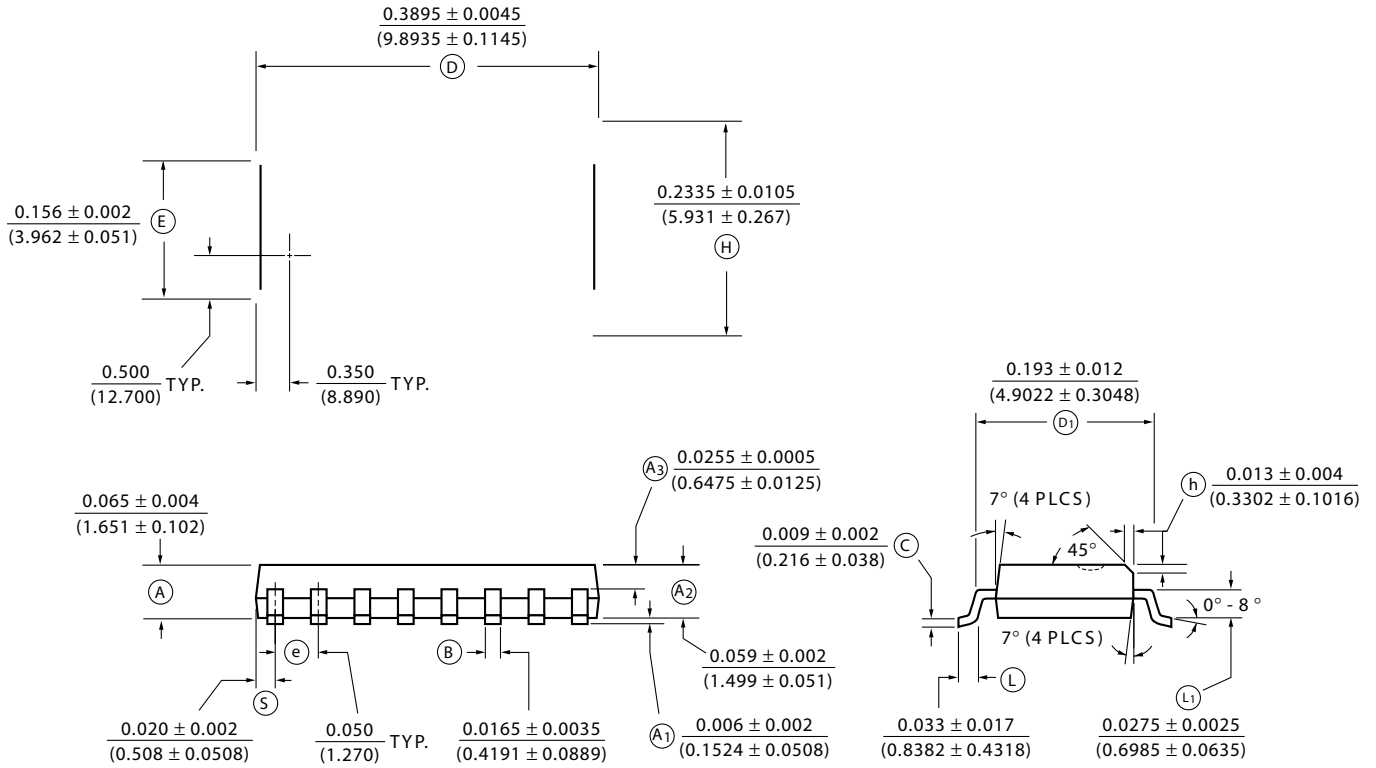 0.3895 ± 0.0045
(9.8935 ± 0.1145)
D
0.156 ± 0.002
(3.962 ± 0.051)
E
0.2335 ± 0.0105
(5.931 ± 0.267)
H
0.500
(12.700)
TYP.
0.350
(8.890)
TYP.
0.193 ± 0.012
(4.9022 ± 0.3048)
D1
A3
0.0255 ± 0.0005
(0.6475 ± 0.0125)
h
0.013 ± 0.004
(0.3302 ± 0.1016)
7° (4 PLCS)
0.065 ± 0.004
(1.651 ± 0.102)
0.009 ± 0.002
(0.216 ± 0.038)
C
45°
A
A2
0° - 8 °
7° (4 PLCS)
e
B
0.059 ± 0.002
(1.499 ± 0.051)
L
L1
S
0.020 ± 0.002
(0.508 ± 0.0508)
0.050
(1.270)
TYP.
0.0165 ± 0.0035
(0.4191 ± 0.0889)
A1
0.006 ± 0.002
(0.1524 ± 0.0508)
0.033 ± 0.017
(0.8382 ± 0.4318)
0.0275 ± 0.0025
(0.6985 ± 0.0635)